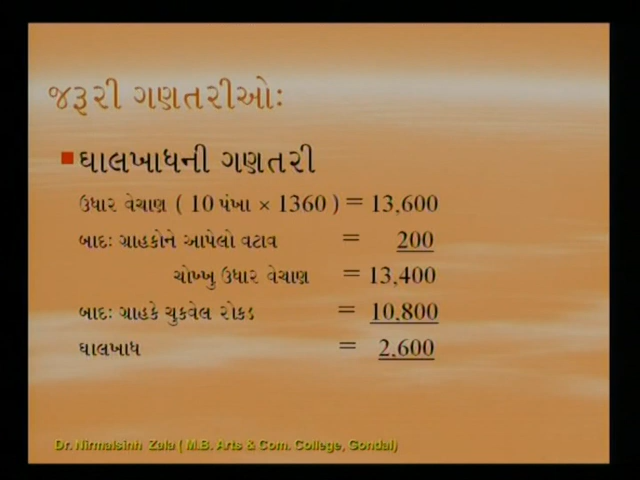 જરૂરી ગણતરીઓઃ
ઘાલખાધની ગણતરી
ઉધાર વેચાણ ( 10 પંખા × 1360 ) = 13,600
બાદઃ ગ્રાહકોને આપેલો વટાવ = 200
ચોખ્ખુ ઉધાર વેચાણ = 13,400
બાદઃ ગ્રાહકે ચુકવેલ રોકડ = 10,800
ઘાલખાધ = 2,600
Dr. Nirmalsinh Zala ( M.B. Arts & Com. College, Gondal)